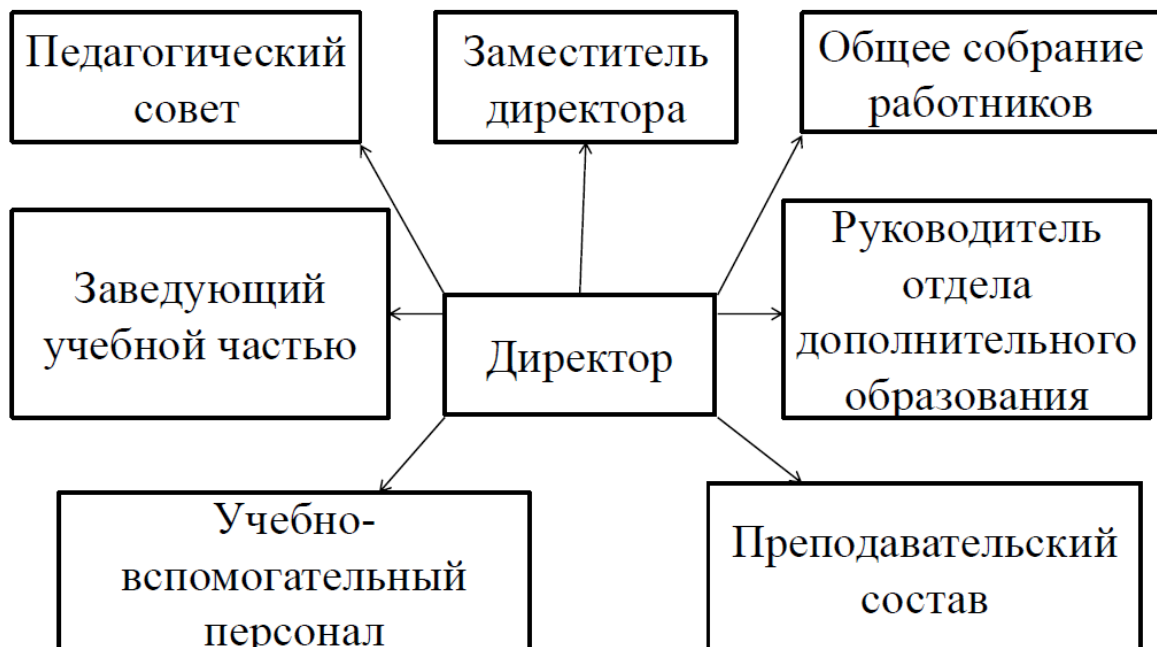 Педагогический
совет
Заместитель
директора
Общее собрание
работников
Заведующий
учебной частью
Директор
Руководитель
отдела
дополнительного
образования
Учебно-
вспомогательный
персонал
Преподавательский
состав